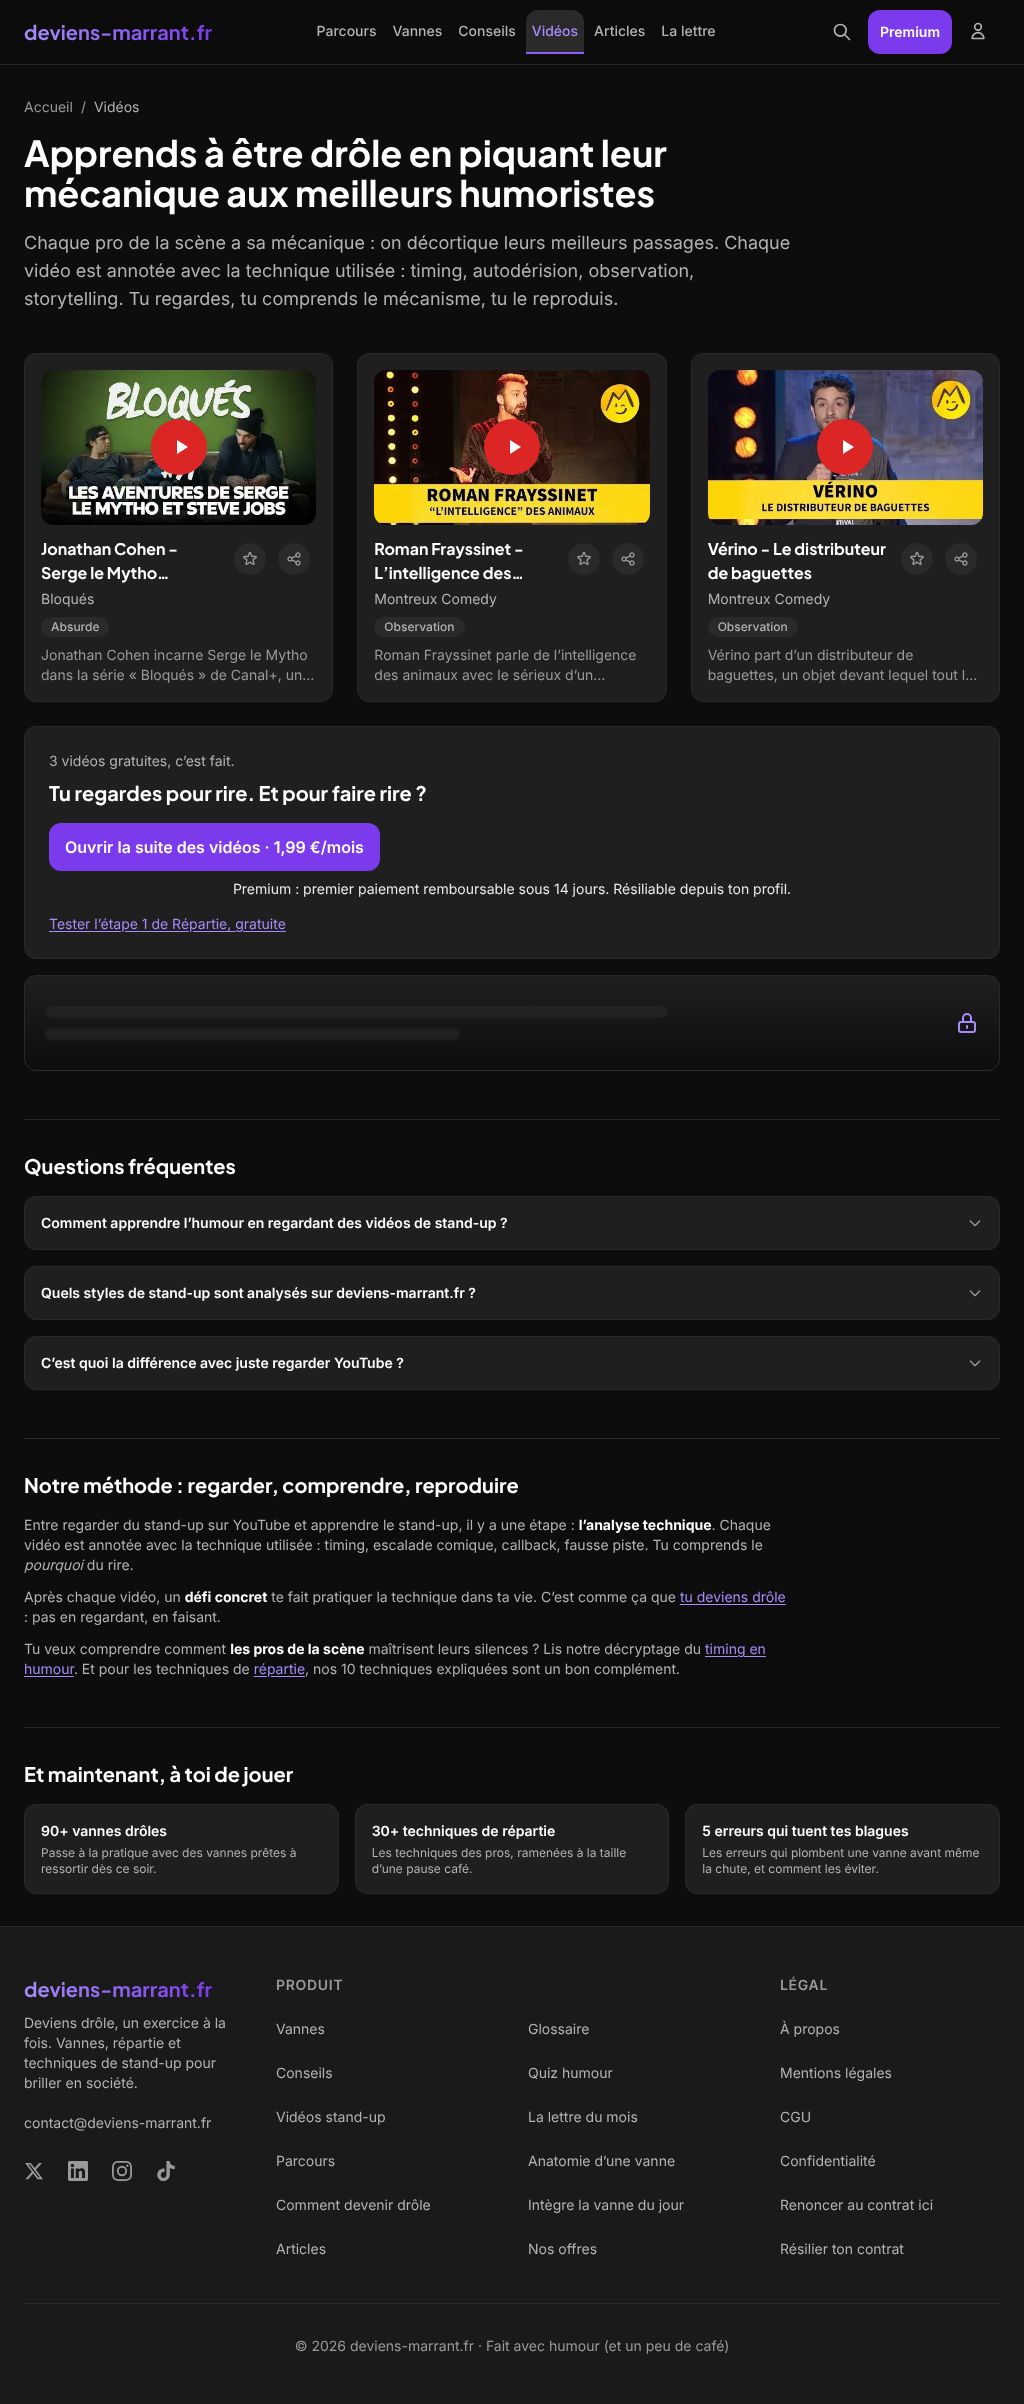 deviens-marrant.fr
Parcours
Vannes
Conseils
Vidéos
Articles
La lettre
Premium
Accueil / Vidéos
Apprends à être drôle en piquant leur
mécanique aux meilleurs humoristes
Chaque pro de la scène a sa mécanique : on décortique leurs meilleurs passages. Chaque
vidéo est annotée avec la technique utilisée : timing, autodérision, observation,
storytelling. Tu regardes, tu comprends le mécanisme, tu le reproduis.
BLOQUÉS
LES AVENTURES DE SERGE
LE MYTHO ET STEVE JOBS
Jonathan Cohen -
Serge le Mytho…
Bloqués
Absurde
Jonathan Cohen incarne Serge le Mytho
dans la série « Bloqués » de Canal+, un…
ROMAN FRAYSSINET
“L’INTELLIGENCE” DES ANIMAUX
Roman Frayssinet -
L’intelligence des…
Montreux Comedy
Observation
Roman Frayssinet parle de l’intelligence
des animaux avec le sérieux d’un…
VÉRINO
LE DISTRIBUTEUR DE BAGUETTES
Vérino - Le distributeur
de baguettes
Montreux Comedy
Observation
Vérino part d’un distributeur de
baguettes, un objet devant lequel tout l…
3 vidéos gratuites, c’est fait.
Tu regardes pour rire. Et pour faire rire ?
Ouvrir la suite des vidéos · 1,99 €/mois
Premium : premier paiement remboursable sous 14 jours. Résiliable depuis ton profil.
Tester l’étape 1 de Répartie, gratuite
Questions fréquentes
Comment apprendre l’humour en regardant des vidéos de stand-up ?
Quels styles de stand-up sont analysés sur deviens-marrant.fr ?
C’est quoi la différence avec juste regarder YouTube ?
Notre méthode : regarder, comprendre, reproduire
Entre regarder du stand-up sur YouTube et apprendre le stand-up, il y a une étape : l’analyse technique. Chaque
vidéo est annotée avec la technique utilisée : timing, escalade comique, callback, fausse piste. Tu comprends le
pourquoi du rire.
Après chaque vidéo, un défi concret te fait pratiquer la technique dans ta vie. C’est comme ça que tu deviens drôle
: pas en regardant, en faisant.
Tu veux comprendre comment les pros de la scène maîtrisent leurs silences ? Lis notre décryptage du timing en
humour. Et pour les techniques de répartie, nos 10 techniques expliquées sont un bon complément.
Et maintenant, à toi de jouer
90+ vannes drôles
Passe à la pratique avec des vannes prêtes à
ressortir dès ce soir.
30+ techniques de répartie
Les techniques des pros, ramenées à la taille
d’une pause café.
5 erreurs qui tuent tes blagues
Les erreurs qui plombent une vanne avant même
la chute, et comment les éviter.
deviens-marrant.fr
Deviens drôle, un exercice à la
fois. Vannes, répartie et
techniques de stand-up pour
briller en société.
contact@deviens-marrant.fr
PRODUIT
Vannes
Conseils
Vidéos stand-up
Parcours
Comment devenir drôle
Articles
Glossaire
Quiz humour
La lettre du mois
Anatomie d’une vanne
Intègre la vanne du jour
Nos offres
LÉGAL
À propos
Mentions légales
CGU
Confidentialité
Renoncer au contrat ici
Résilier ton contrat
© 2026 deviens-marrant.fr · Fait avec humour (et un peu de café)